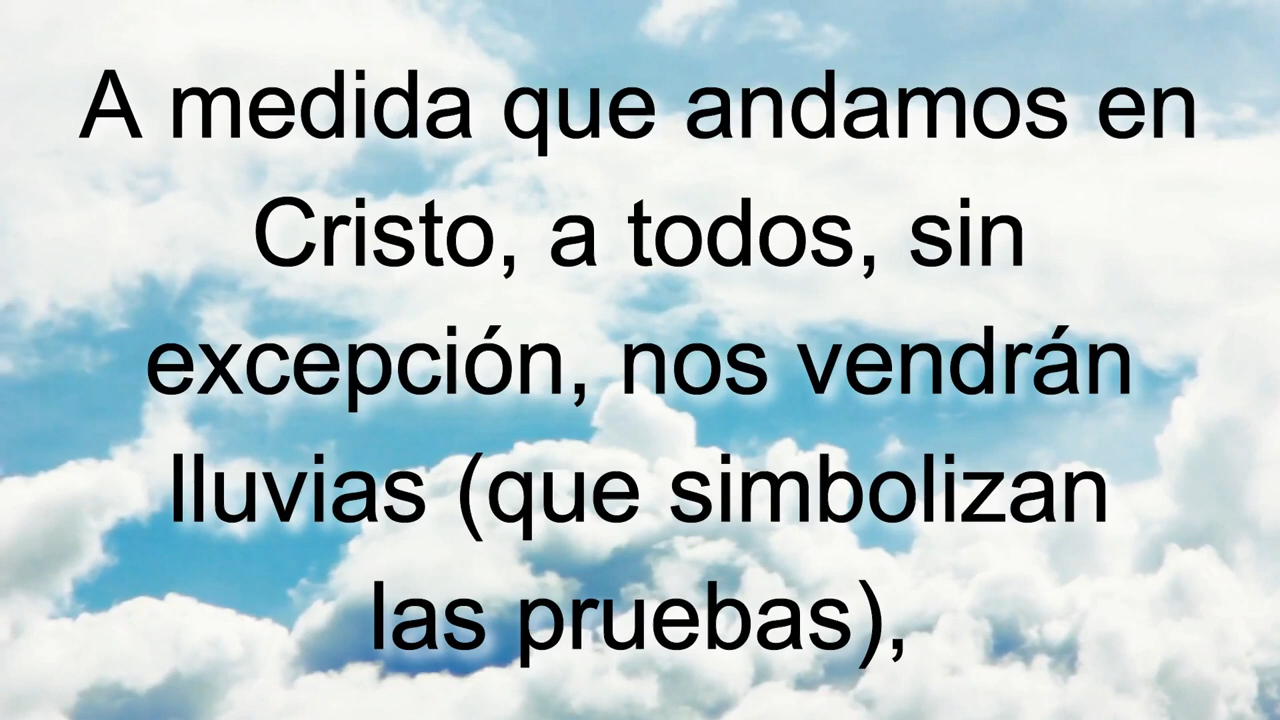 A medida que andamos en
Cristo, a todos, sin
excepción, nos vendrán
lluvias (que simbolizan
las pruebas),